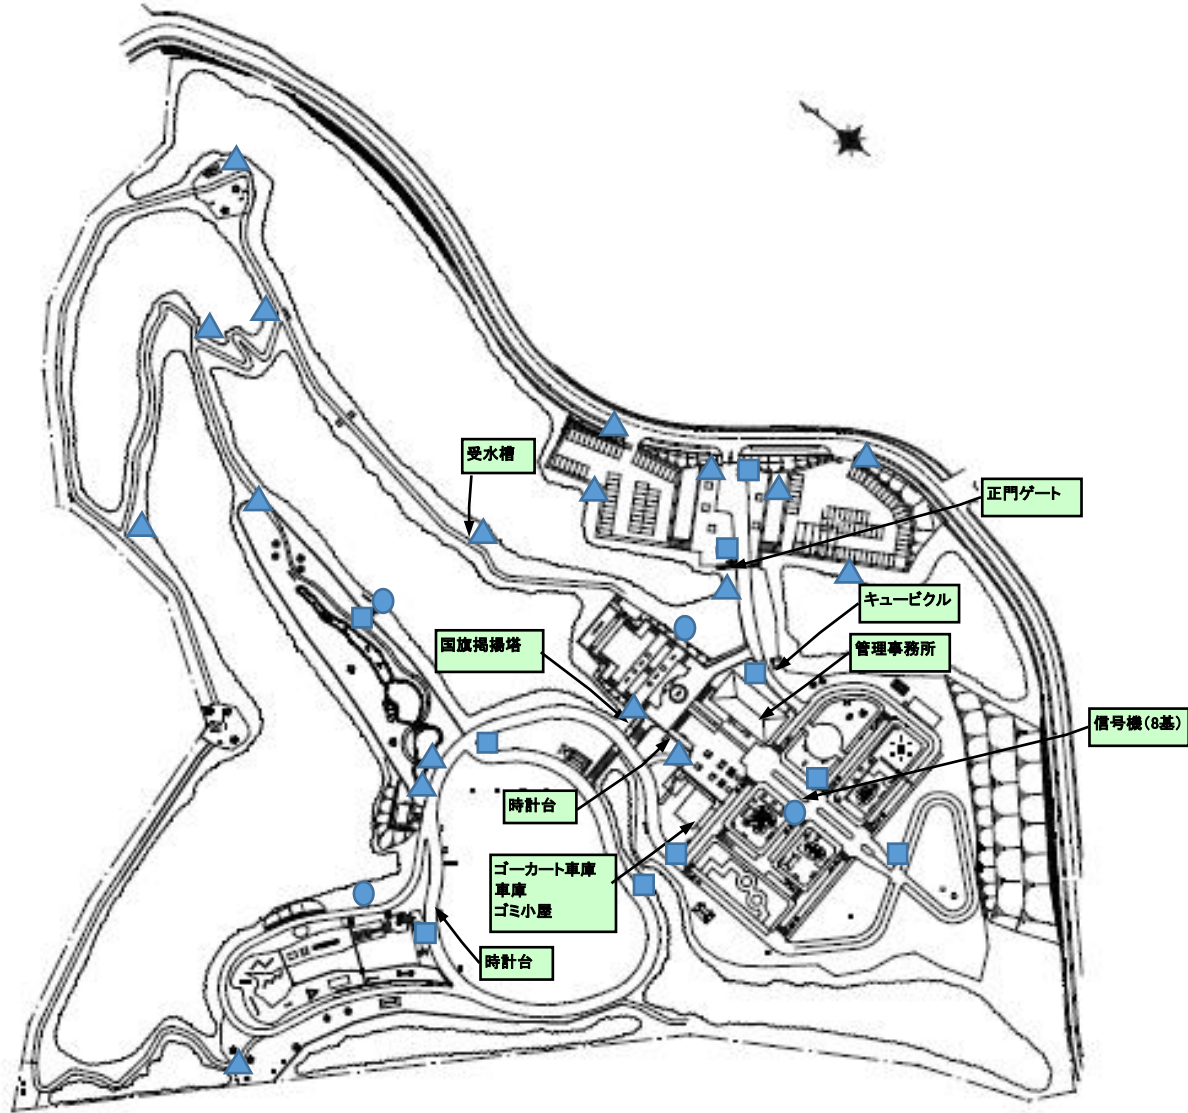 受水槽
正門ゲート
キュービクル
国旗掲揚塔
管理事務所
信号機(8基)
時計台
ゴーカート車庫
車庫
ゴミ小屋
時計台